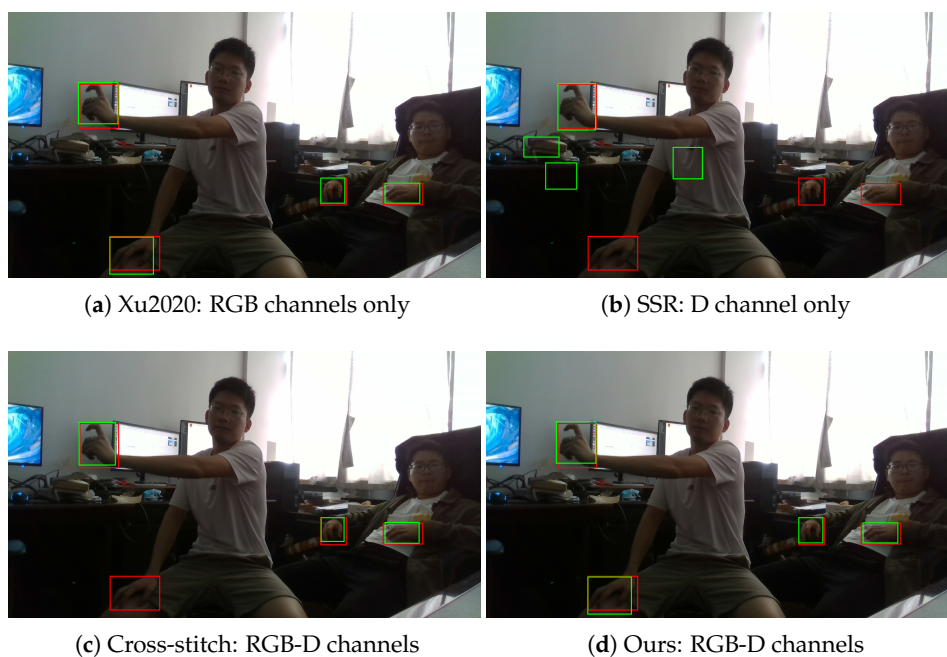 (a) Xu2020: RGB channels only
(b) SSR: D channel only
(c) Cross-stitch: RGB-D channels
(d) Ours: RGB-D channels